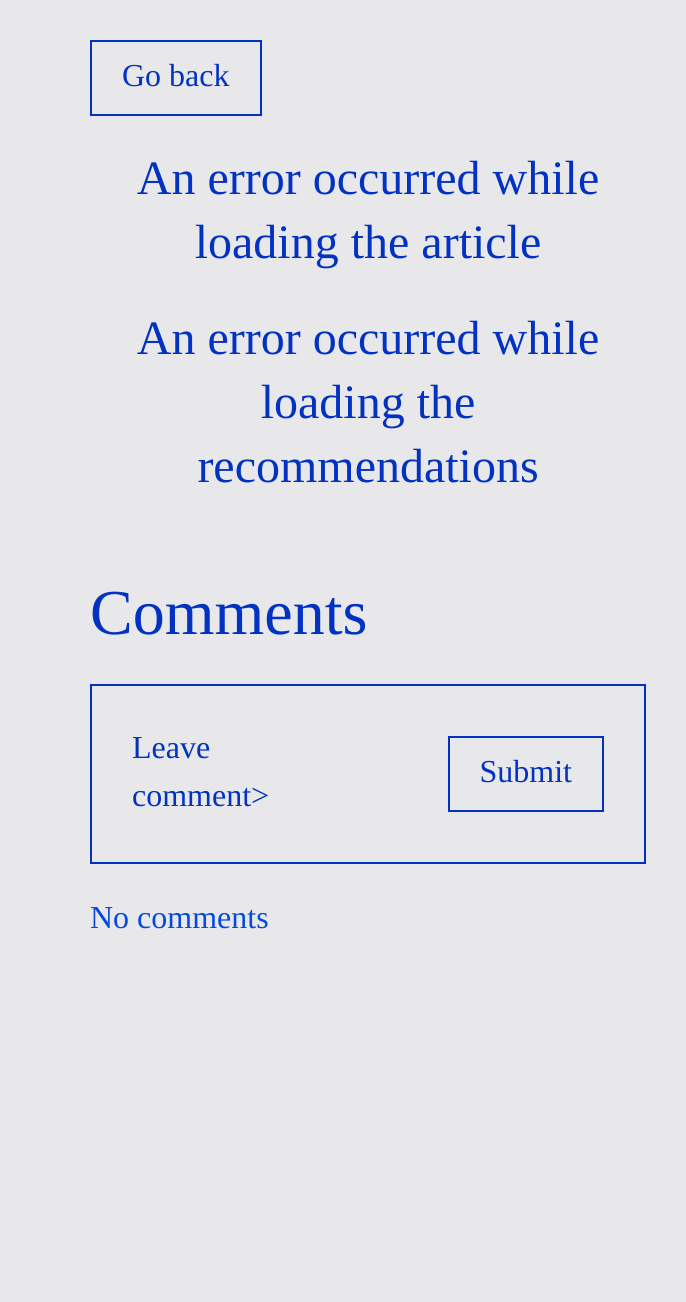 Go back
An error occurred while
loading the article
An error occurred while
loading the
recommendations
Comments
Leave
comment>
Submit
No comments